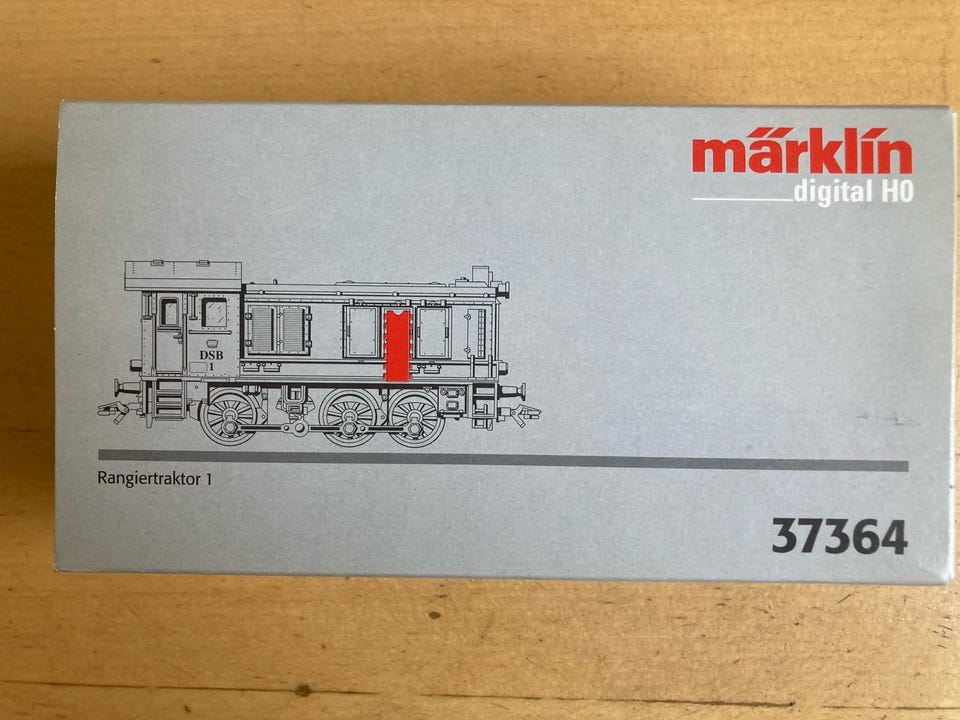 märklin
digital H0
DSB
1
Rangiertraktor 1
37364